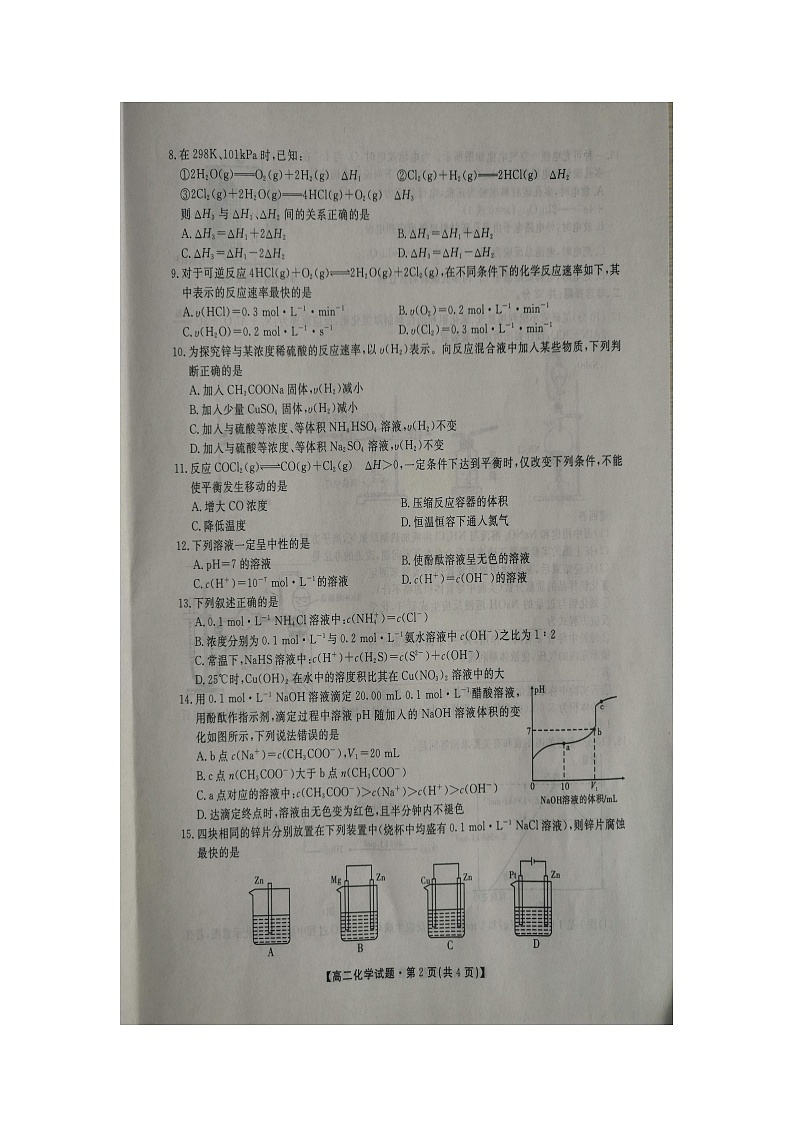 8.在298K、101kPa时,已知:
①2H₂O(g)══O₂(g)+2H₂(g) △H₁ ②Cl₂(g)+H₂(g)══2HCl(g) △H₂
③2Cl₂(g)+2H₂O(g)══4HCl(g)+O₂(g) △H₃
则△H₃与△H₁、△H₂间的关系正确的是
A.△H₃=△H₁+2△H₂ B.△H₃=△H₁+△H₂
C.△H₃=△H₁-2△H₂ D.△H₃=△H₁-△H₂
9.对于可逆反应4HCl(g)+O₂(g)⇌2H₂O(g)+2Cl₂(g),在不同条件下的化学反应速率如下,其
中表示的反应速率最快的是
A.υ(HCl)=0.3 mol·L⁻¹·min⁻¹ B.υ(O₂)=0.2 mol·L⁻¹·min⁻¹
C.υ(H₂O)=0.2 mol·L⁻¹·s⁻¹ D.υ(Cl₂)=0.3 mol·L⁻¹·min⁻¹
10.为探究锌与某浓度稀硫酸的反应速率,以υ(H₂)表示。向反应混合液中加入某些物质,下列判
断正确的是
A.加入CH₃COONa固体,υ(H₂)减小
B.加入少量CuSO₄固体,υ(H₂)减小
C.加入与硫酸等浓度、等体积NH₄HSO₄溶液,υ(H₂)不变
D.加入与硫酸等浓度、等体积Na₂SO₄溶液,υ(H₂)不变
11.反应COCl₂(g)⇌CO(g)+Cl₂(g) △H>0,一定条件下达到平衡时,仅改变下列条件,不能
使平衡发生移动的是
A.增大CO浓度 B.压缩反应容器的体积
C.降低温度 D.恒温恒容下通入氮气
12.下列溶液一定呈中性的是
A.pH=7的溶液 B.使酚酞溶液呈无色的溶液
C.c(H⁺)=10⁻⁷ mol·L⁻¹的溶液 D.c(H⁺)=c(OH⁻)的溶液
13.下列叙述正确的是
A.0.1 mol·L⁻¹ NH₄Cl溶液中:c(NH₄⁺)=c(Cl⁻)
B.浓度分别为0.1 mol·L⁻¹与0.2 mol·L⁻¹氨水溶液中c(OH⁻)之比为1∶2
C.常温下,NaHS溶液中:c(H⁺)+c(H₂S)=c(S²⁻)+c(OH⁻)
D.25℃时,Cu(OH)₂在水中的溶度积比其在Cu(NO₃)₂溶液中的大
14.用0.1 mol·L⁻¹ NaOH溶液滴定20.00 mL 0.1 mol·L⁻¹醋酸溶液,
用酚酞作指示剂,滴定过程中溶液pH随加入的NaOH溶液体积的变
化如图所示,下列说法错误的是
A.b点c(Na⁺)=c(CH₃COO⁻),V₁=20 mL
B.c点n(CH₃COO⁻)大于b点n(CH₃COO⁻)
C.a点对应的溶液中:c(CH₃COO⁻)>c(Na⁺)>c(H⁺)>c(OH⁻)
D.达滴定终点时,溶液由无色变为红色,且半分钟内不褪色
pH
c
7
b
a
0 10 V₁
NaOH溶液的体积/mL
15.四块相同的锌片分别放置在下列装置中(烧杯中均盛有0.1 mol·L⁻¹ NaCl溶液),则锌片腐蚀
最快的是
Zn Mg Zn Cu Zn Pt Zn
A B C D
【高二化学试题·第2页(共4页)】